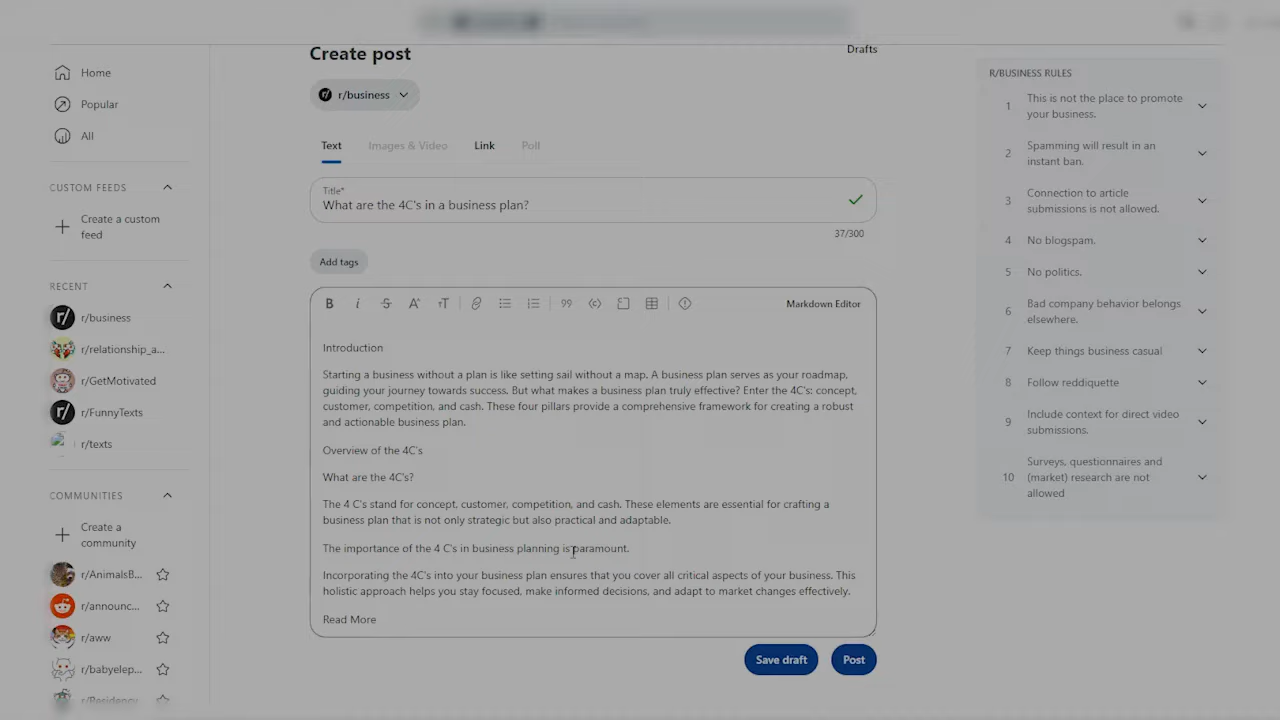 Create post
Drafts
r/business
Text
Images & Video
Link
Poll
Title*
What are the 4C's in a business plan?
37/300
Add tags
Markdown Editor
Introduction
Starting a business without a plan is like setting sail without a map. A business plan serves as your roadmap,
guiding your journey towards success. But what makes a business plan truly effective? Enter the 4C's: concept,
customer, competition, and cash. These four pillars provide a comprehensive framework for creating a robust
and actionable business plan.
Overview of the 4C's
What are the 4C's?
The 4 C's stand for concept, customer, competition, and cash. These elements are essential for crafting a
business plan that is not only strategic but also practical and adaptable.
The importance of the 4 C's in business planning is paramount.
Incorporating the 4C's into your business plan ensures that you cover all critical aspects of your business. This
holistic approach helps you stay focused, make informed decisions, and adapt to market changes effectively.
Read More
Save draft
Post
Home
Popular
All
CUSTOM FEEDS
Create a custom
feed
RECENT
r/business
r/relationship_a...
r/GetMotivated
r/FunnyTexts
r/texts
COMMUNITIES
Create a
community
r/AnimalsB...
r/announc...
r/aww
r/babyelep...
r/Residency
R/BUSINESS RULES
1
This is not the place to promote
your business.
2
Spamming will result in an
instant ban.
3
Connection to article
submissions is not allowed.
4
No blogspam.
5
No politics.
6
Bad company behavior belongs
elsewhere.
7
Keep things business casual
8
Follow reddiquette
9
Include context for direct video
submissions.
10
Surveys, questionnaires and
(market) research are not
allowed